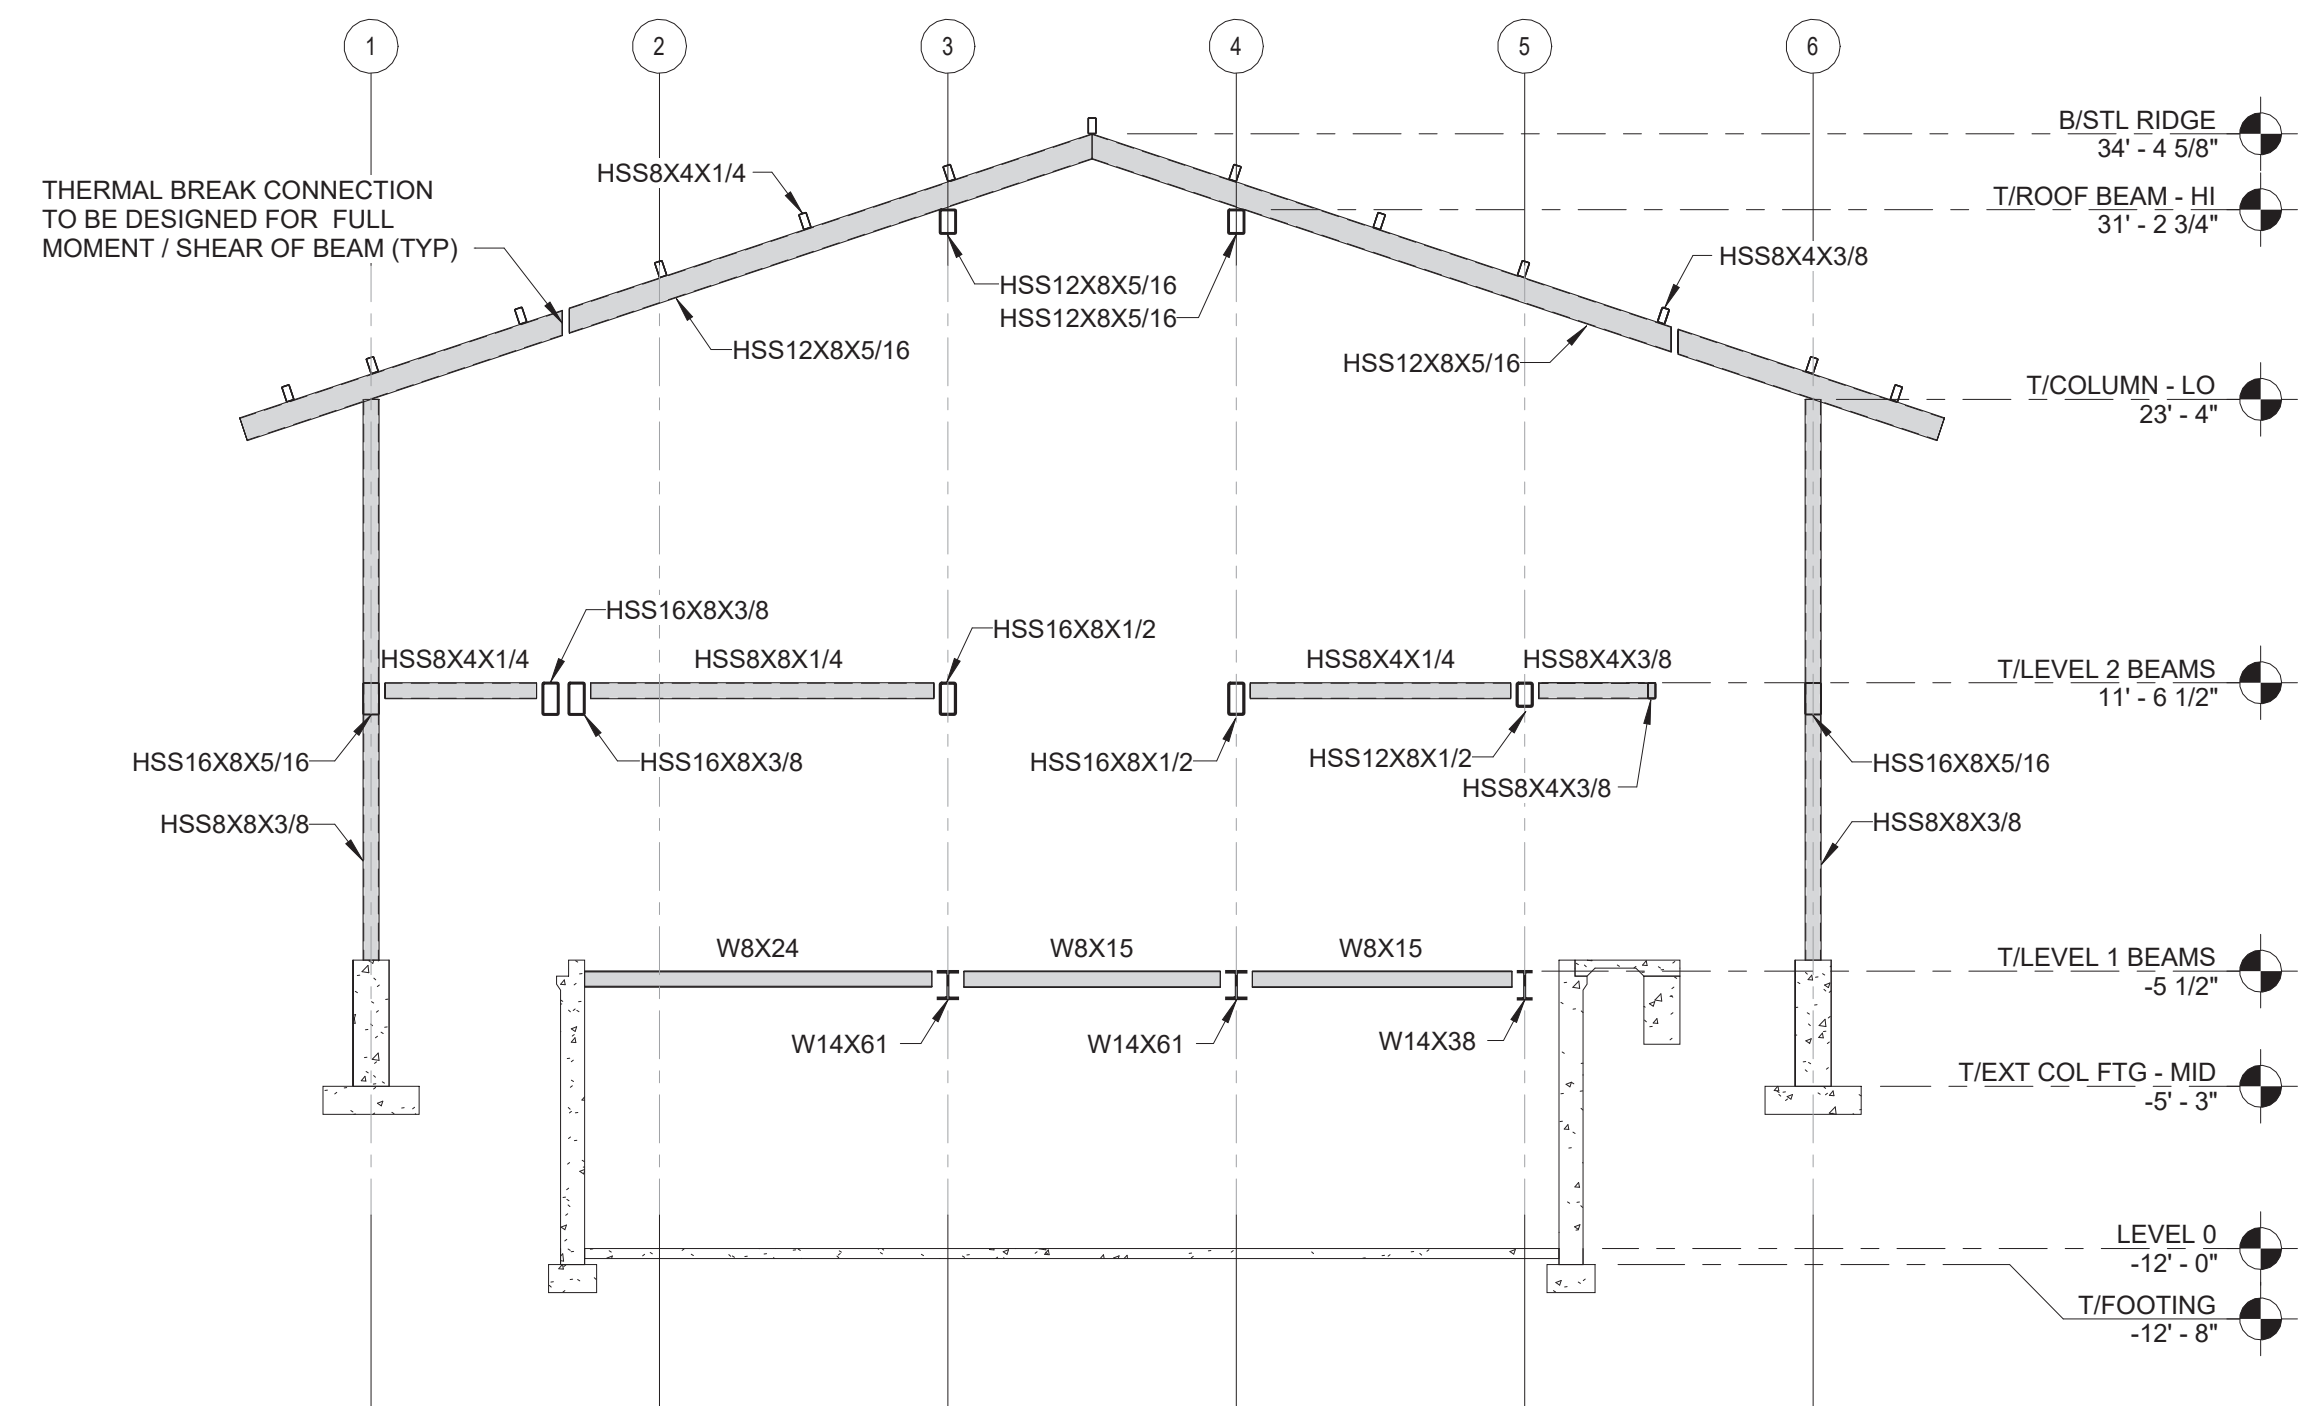 1
2
3
4
5
6
B/STL RIDGE
34' - 4 5/8"
HSS8X4X1/4
THERMAL BREAK CONNECTION
TO BE DESIGNED FOR FULL
MOMENT / SHEAR OF BEAM (TYP)
T/ROOF BEAM - HI
31' - 2 3/4"
HSS8X4X3/8
HSS12X8X5/16
HSS12X8X5/16
HSS12X8X5/16
HSS12X8X5/16
T/COLUMN - LO
23' - 4"
HSS16X8X3/8
HSS16X8X1/2
HSS8X4X1/4
HSS8X8X1/4
HSS8X4X1/4
HSS8X4X3/8
T/LEVEL 2 BEAMS
11' - 6 1/2"
HSS16X8X5/16
HSS16X8X3/8
HSS16X8X1/2
HSS12X8X1/2
HSS8X4X3/8
HSS16X8X5/16
HSS8X8X3/8
HSS8X8X3/8
W8X24
W8X15
W8X15
T/LEVEL 1 BEAMS
-5 1/2"
W14X61
W14X61
W14X38
T/EXT COL FTG - MID
-5' - 3"
LEVEL 0
-12' - 0"
T/FOOTING
-12' - 8"